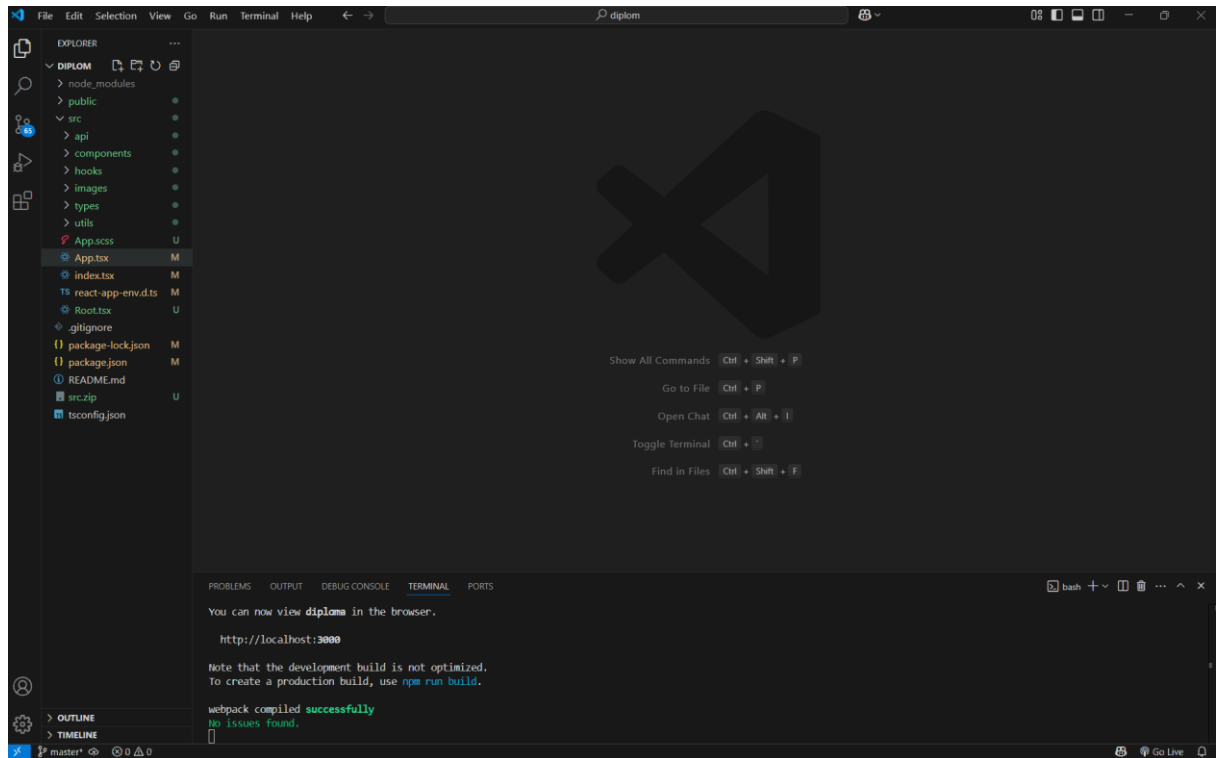 File Edit Selection View Go Run Terminal Help
diplom
EXPLORER
DIPLOM
node_modules
public
src
api
components
hooks
images
types
utils
App.scss U
App.tsx M
index.tsx M
TS react-app-env.d.ts M
Root.tsx U
.gitignore
{} package-lock.json M
{} package.json M
README.md
src.zip U
tsconfig.json
65
Show All Commands Ctrl + Shift + P
Go to File Ctrl + P
Open Chat Ctrl + Alt + I
Toggle Terminal Ctrl + `
Find in Files Ctrl + Shift + F
PROBLEMS OUTPUT DEBUG CONSOLE TERMINAL PORTS
bash
You can now view diploma in the browser.
http://localhost:3000
Note that the development build is not optimized.
To create a production build, use npm run build.
webpack compiled successfully
No issues found.
OUTLINE
TIMELINE
master* 0 0
Go Live